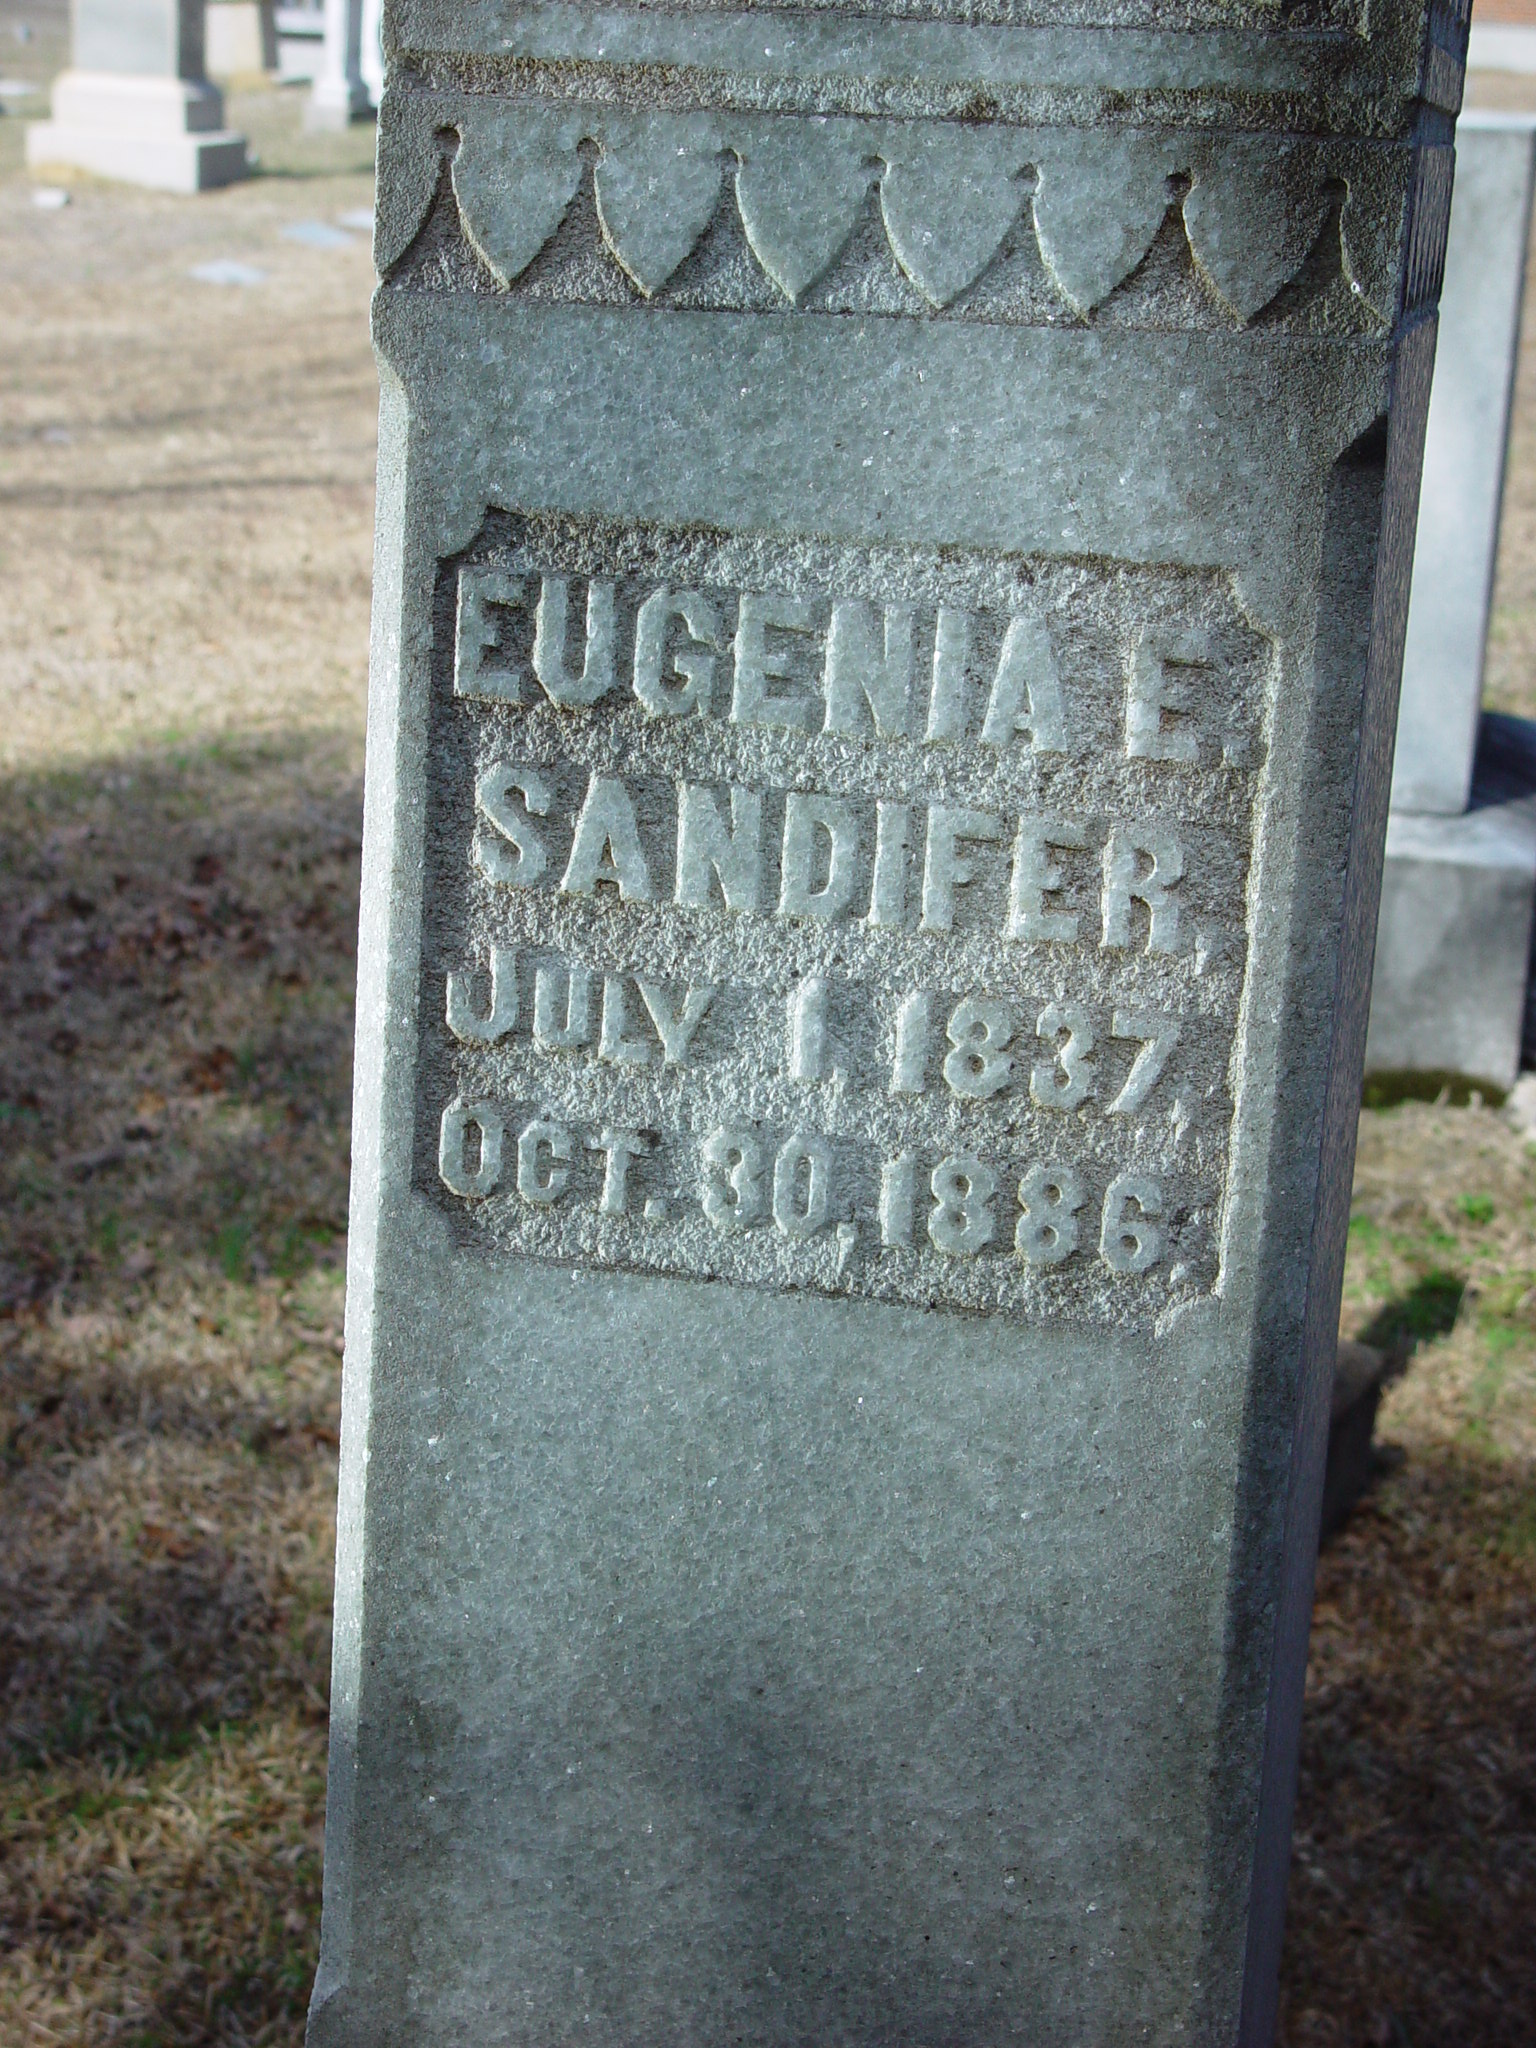 EUGENIA E.
SANDIFER,
JULY 1, 1837,
OCT. 30, 1886.